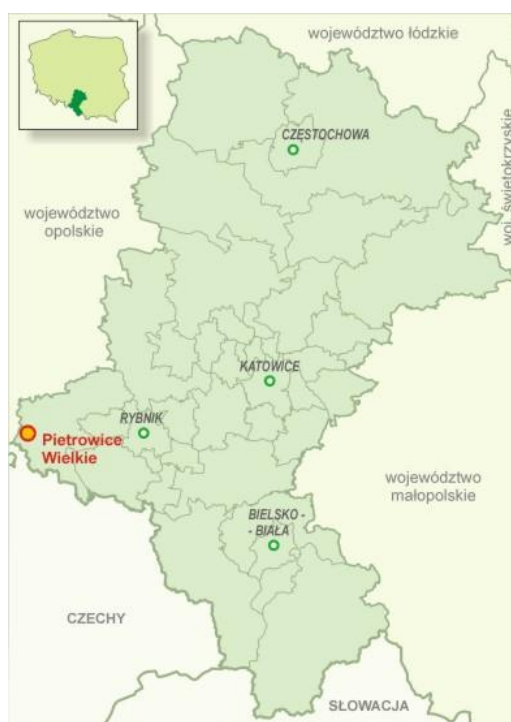 województwo łódzkie
CZĘSTOCHOWA
woj. świętokrzyskie
województwo
opolskie
KATOWICE
RYBNIK
Pietrowice
Wielkie
województwo
małopolskie
BIELSKO -
- BIAŁA
CZECHY
SŁOWACJA